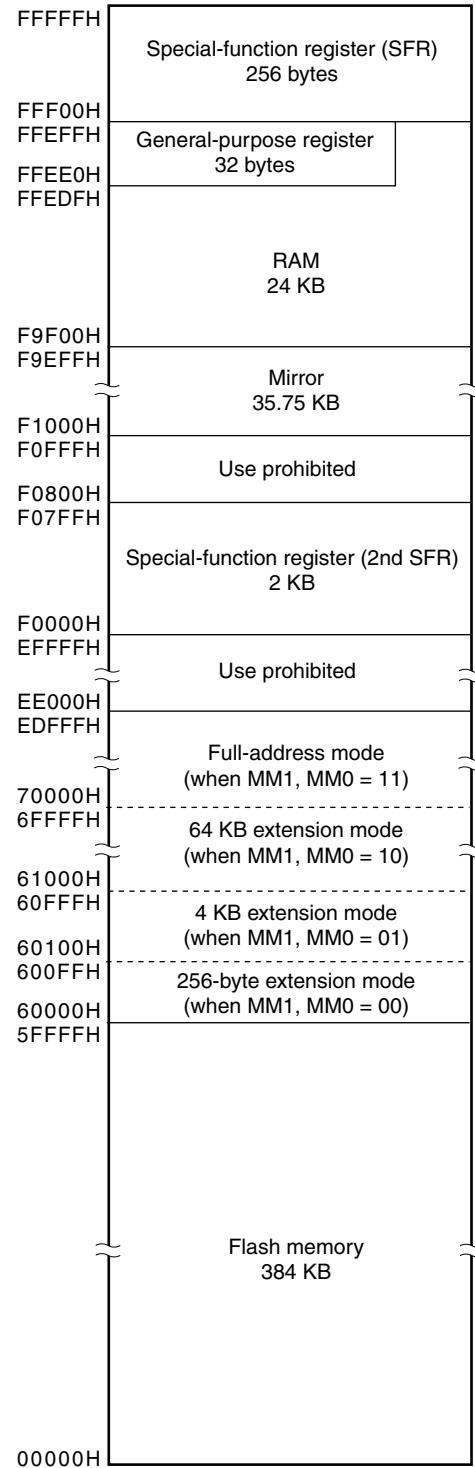 FFFFFH
Special-function register (SFR)
256 bytes
FFF00H
FFEFFH
General-purpose register
32 bytes
FFEE0H
FFEDFH
RAM
24 KB
F9F00H
F9EFFH
Mirror
35.75 KB
F1000H
F0FFFH
Use prohibited
F0800H
F07FFH
Special-function register (2nd SFR)
2 KB
F0000H
EFFFFH
Use prohibited
EE000H
EDFFFH
Full-address mode
(when MM1, MM0 = 11)
70000H
6FFFFH
64 KB extension mode
(when MM1, MM0 = 10)
61000H
60FFFH
4 KB extension mode
(when MM1, MM0 = 01)
60100H
600FFH
256-byte extension mode
(when MM1, MM0 = 00)
60000H
5FFFFH
Flash memory
384 KB
00000H